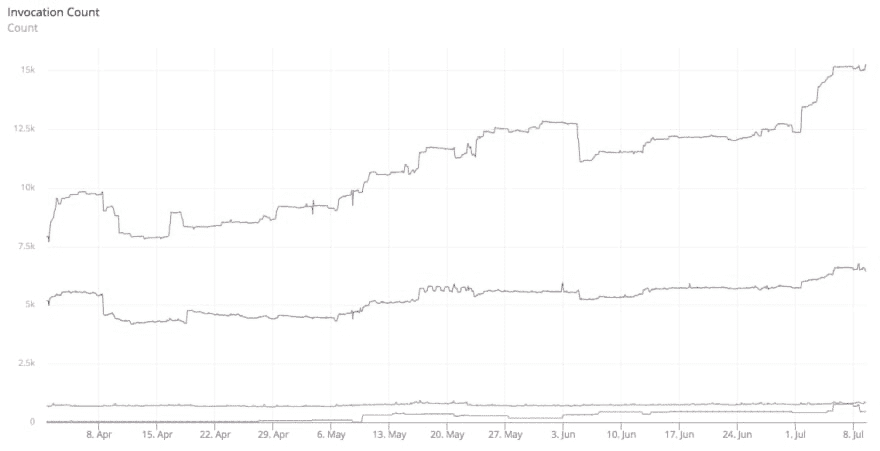 Invocation Count
Count
15k
12.5k
10k
7.5k
5k
2.5k
0
8. Apr 15. Apr 22. Apr 29. Apr 6. May 13. May 20. May 27. May 3. Jun 10. Jun 17. Jun 24. Jun 1. Jul 8. Jul